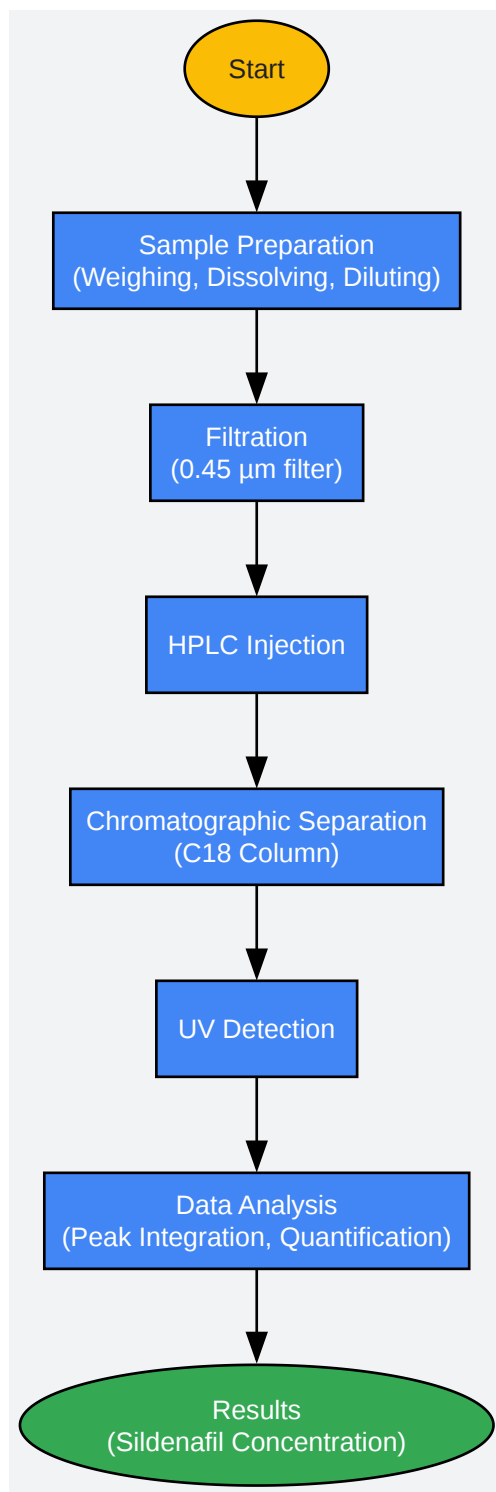 Start
Sample Preparation
(Weighing, Dissolving, Diluting)
Filtration
(0.45 µm filter)
HPLC Injection
Chromatographic Separation
(C18 Column)
UV Detection
Data Analysis
(Peak Integration, Quantification)
Results
(Sildenafil Concentration)